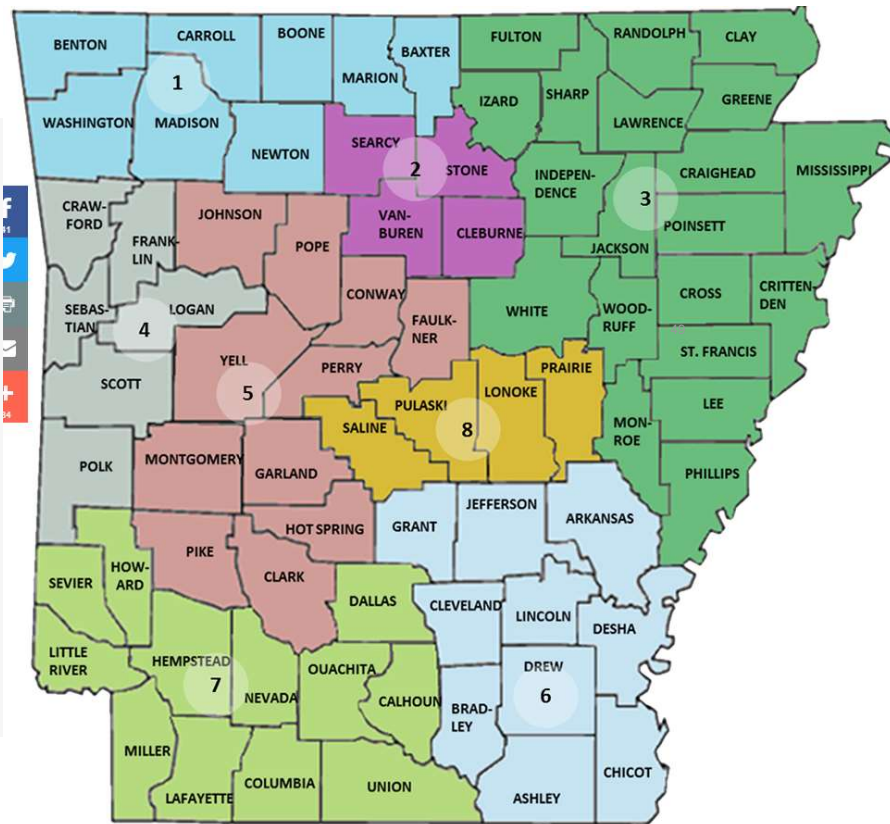 BENTON
CARROLL
BOONE
MARION
BAXTER
FULTON
RANDOLPH
CLAY
1
IZARD
SHARP
GREENE
LAWRENCE
WASHINGTON
MADISON
NEWTON
SEARCY
2
STONE
INDEPEN-
DENCE
3
CRAIGHEAD
MISSISSIPPI
CRAW-
FORD
FRANK-
LIN
JOHNSON
POPE
VAN-
BUREN
CLEBURNE
JACKSON
POINSETT
41
SEBAS-
TIAN
4
LOGAN
CONWAY
FAULK-
NER
WHITE
WOOD-
RUFF
CROSS
CRITTEN-
DEN
SCOTT
YELL
5
PERRY
ST. FRANCIS
PULASKI
LONOKE
PRAIRIE
SALINE
8
MON-
ROE
LEE
POLK
MONTGOMERY
GARLAND
PHILLIPS
HOT SPRING
GRANT
JEFFERSON
ARKANSAS
SEVIER
HOW-
ARD
PIKE
CLARK
DALLAS
CLEVELAND
LINCOLN
DESHA
LITTLE
RIVER
HEMPSTEAD
7
NEVADA
OUACHITA
CALHOUN
BRAD-
LEY
DREW
6
MILLER
LAFAYETTE
COLUMBIA
UNION
ASHLEY
CHICOT